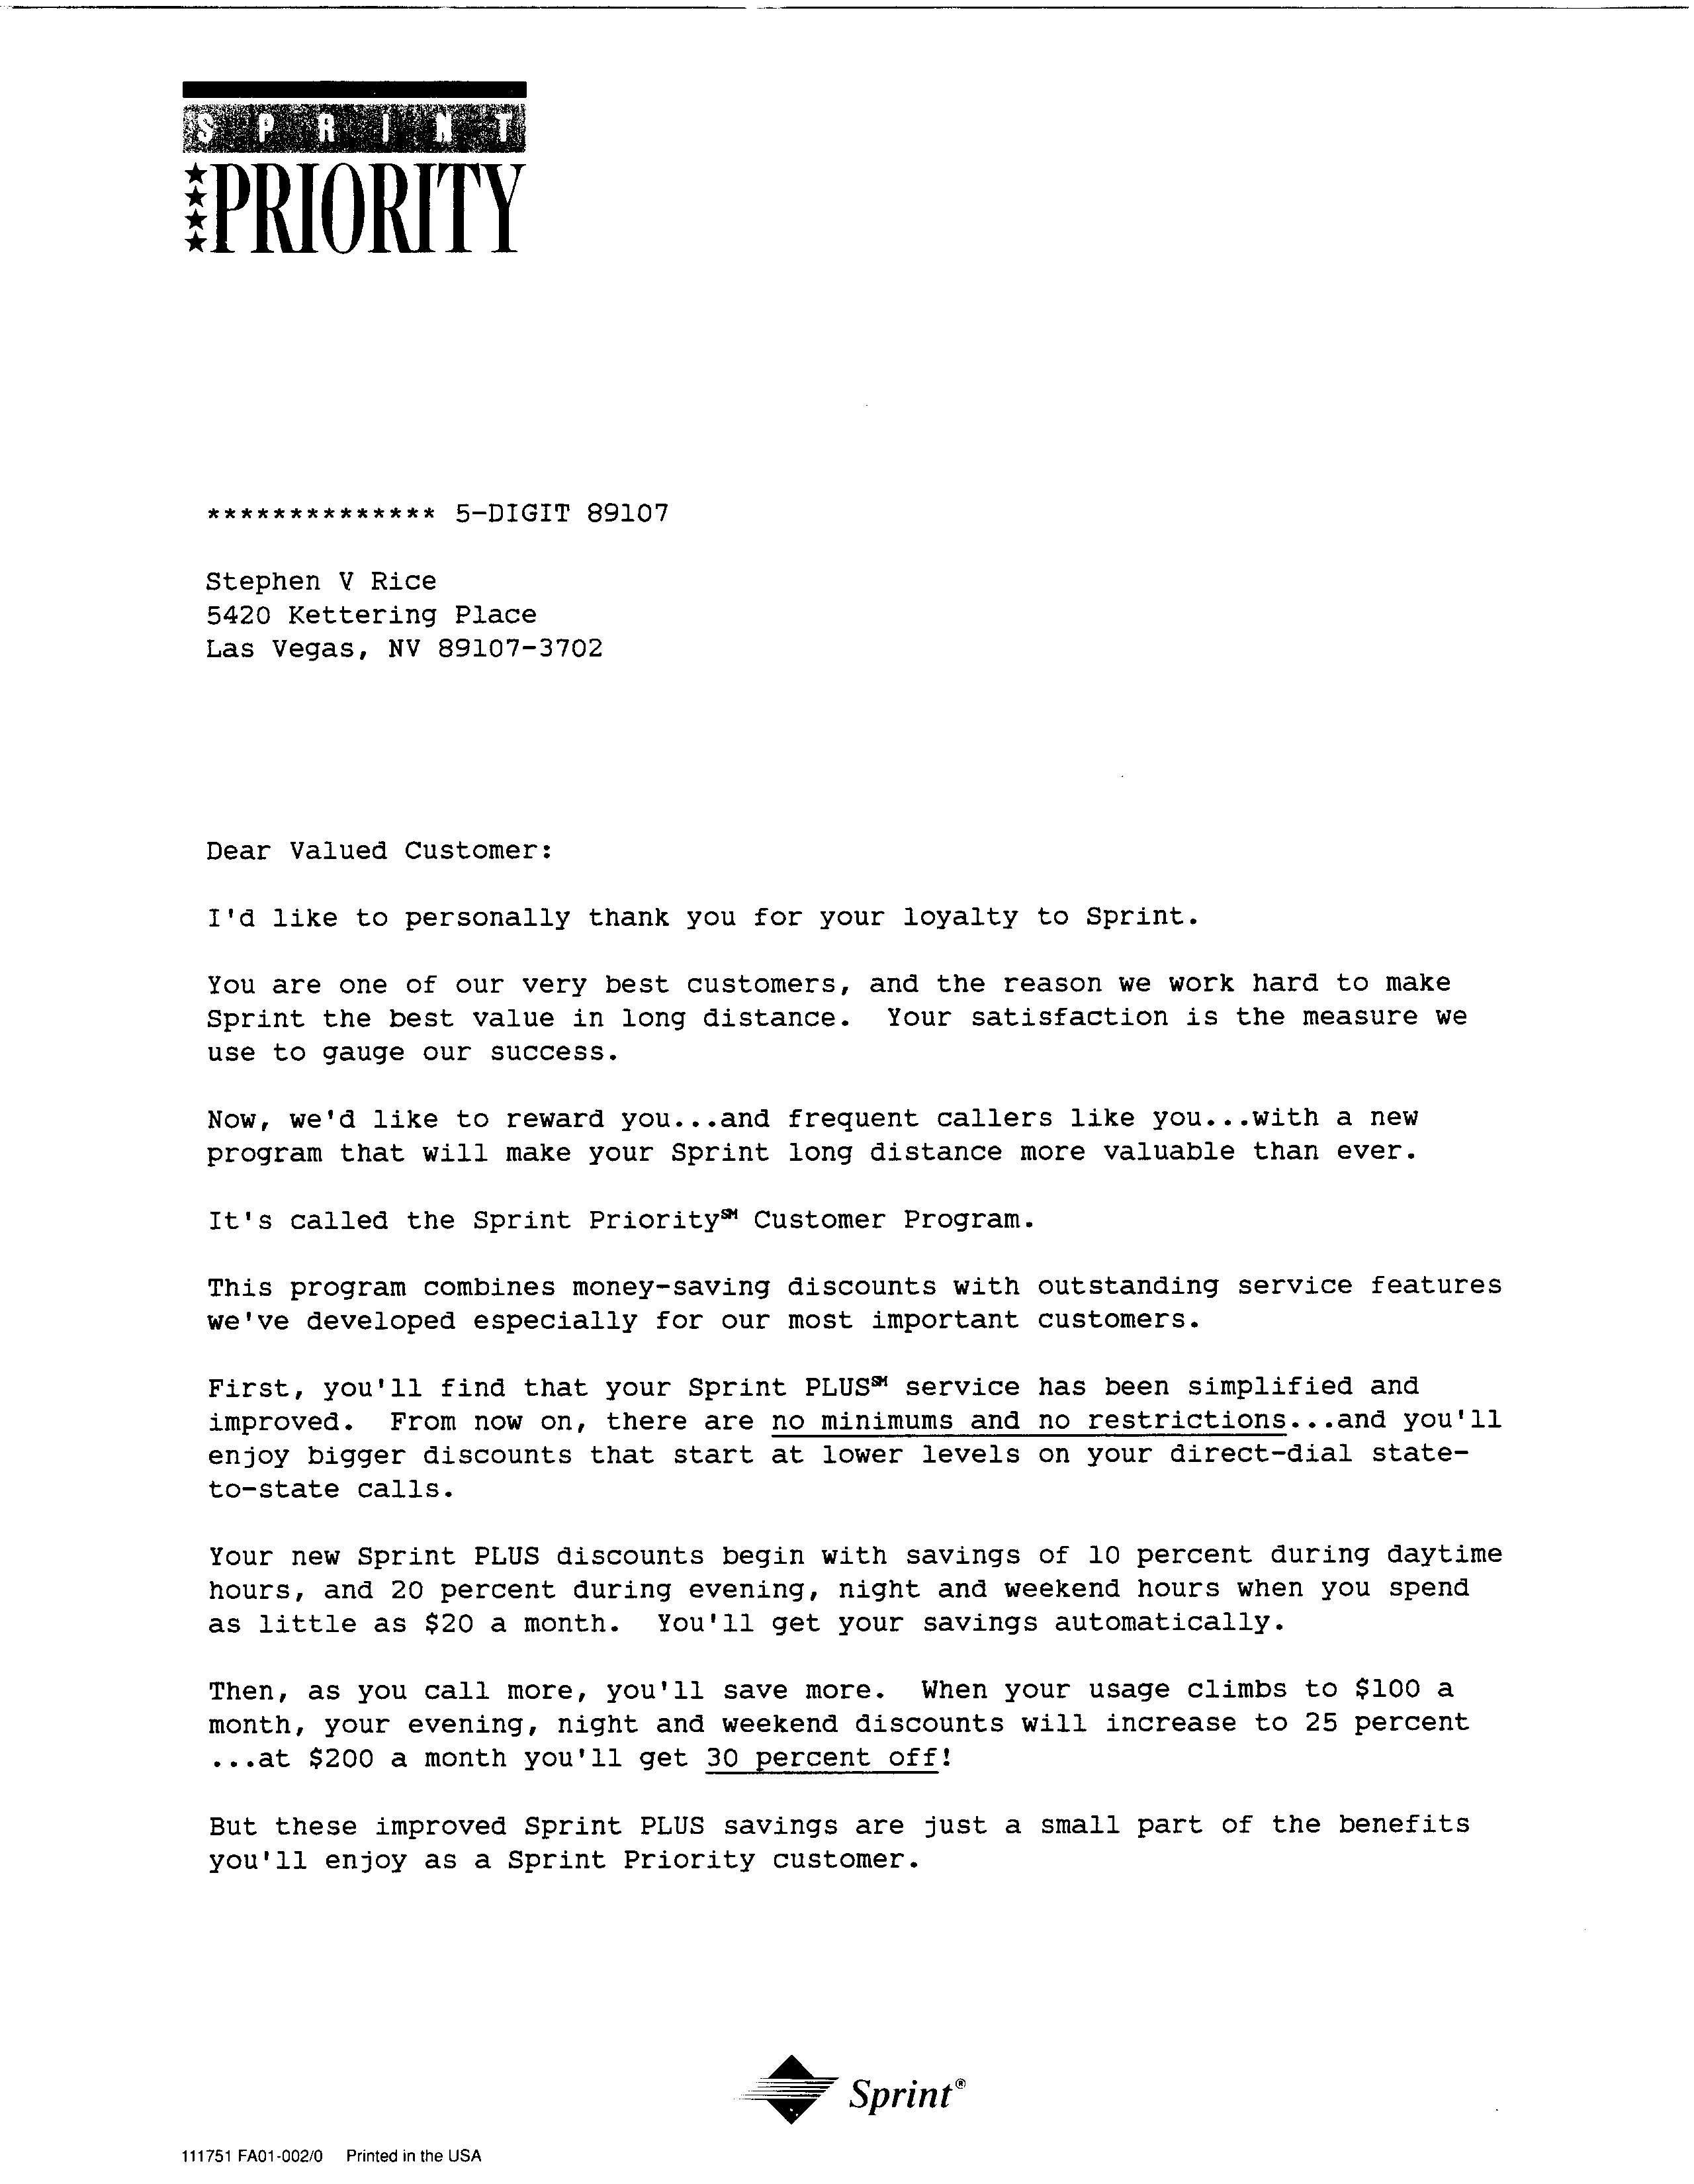 SPRINT
PRIORITY
************** 5-DIGIT 89107
Stephen V Rice
5420 Kettering Place
Las Vegas, NV 89107-3702
Dear Valued Customer:
I'd like to personally thank you for your loyalty to Sprint.
You are one of our very best customers, and the reason we work hard to make
Sprint the best value in long distance.  Your satisfaction is the measure we
use to gauge our success.
Now, we'd like to reward you...and frequent callers like you...with a new
program that will make your Sprint long distance more valuable than ever.
It's called the Sprint Priority℠ Customer Program.
This program combines money-saving discounts with outstanding service features
we've developed especially for our most important customers.
First, you'll find that your Sprint PLUS℠ service has been simplified and
improved.  From now on, there are no minimums and no restrictions...and you'll
enjoy bigger discounts that start at lower levels on your direct-dial state-
to-state calls.
Your new Sprint PLUS discounts begin with savings of 10 percent during daytime
hours, and 20 percent during evening, night and weekend hours when you spend
as little as $20 a month.  You'll get your savings automatically.
Then, as you call more, you'll save more.  When your usage climbs to $100 a
month, your evening, night and weekend discounts will increase to 25 percent
...at $200 a month you'll get 30 percent off!
But these improved Sprint PLUS savings are just a small part of the benefits
you'll enjoy as a Sprint Priority customer.
Sprint®
111751 FA01-002/0 Printed in the USA